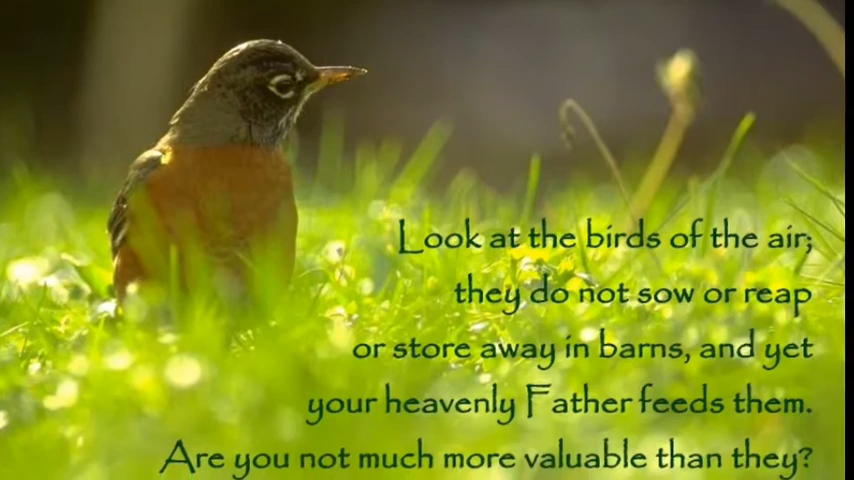 Look at the birds of the air;
they do not sow or reap
or store away in barns, and yet
your heavenly Father feeds them.
Are you not much more valuable than they?